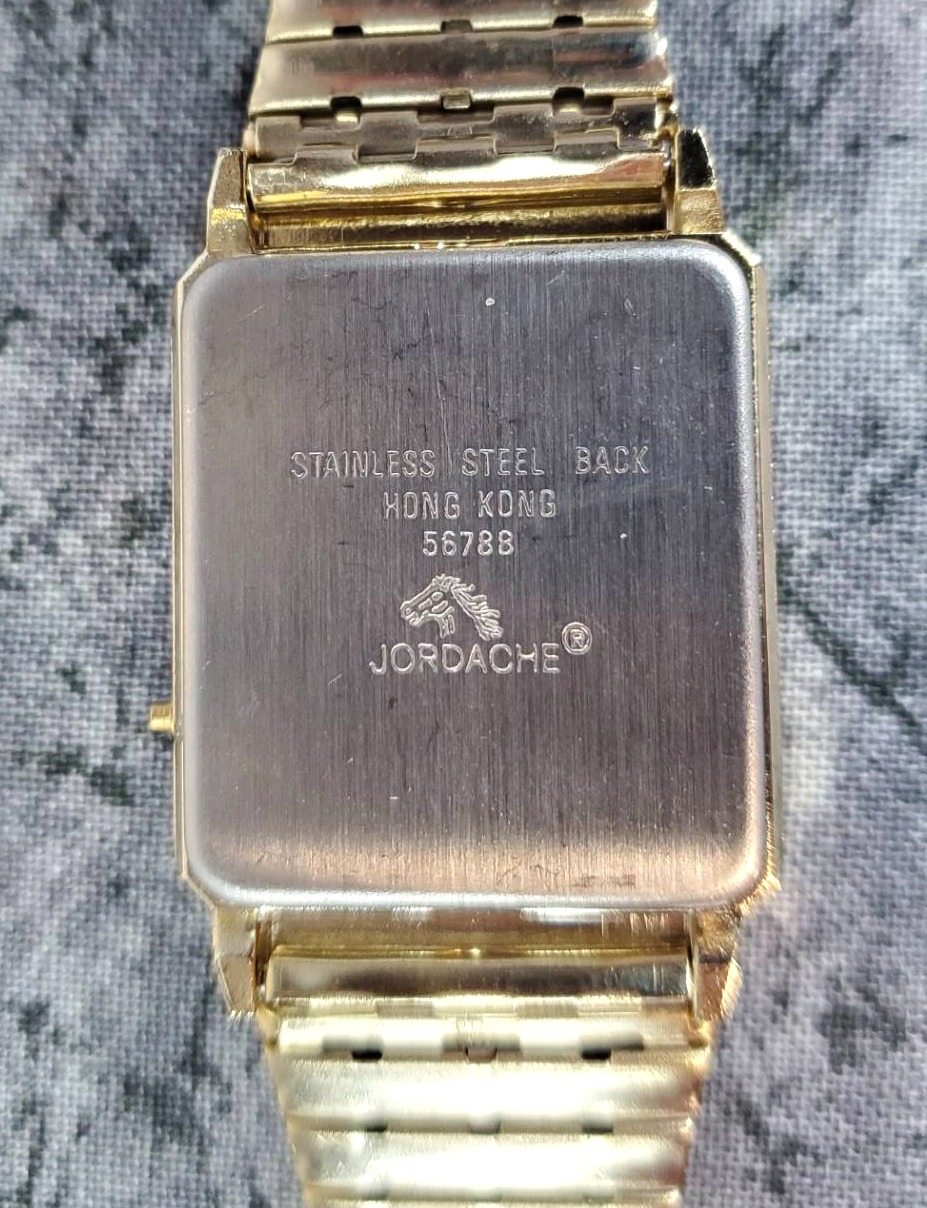 STAINLESS STEEL BACK
HONG KONG
56788
JORDACHE®